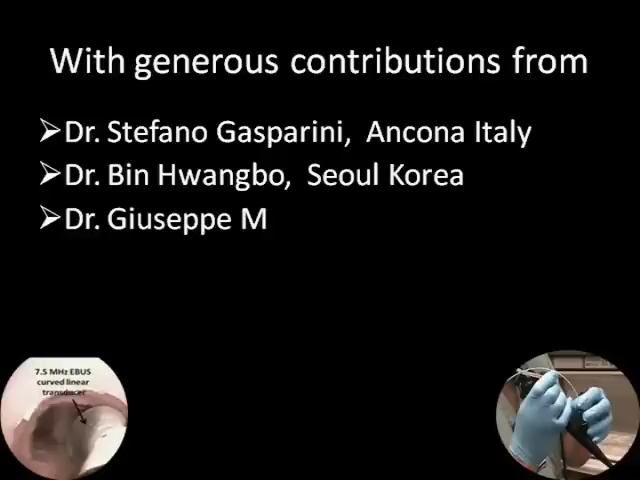 With generous contributions from
➢Dr. Stefano Gasparini, Ancona Italy
➢Dr. Bin Hwangbo, Seoul Korea
➢Dr. Giuseppe M
7.5 MHz EBUS
curved linear
transducer